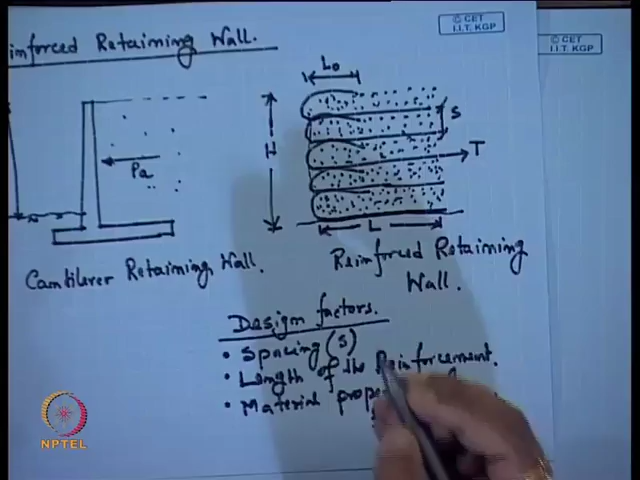 inforced Retaining Wall.
© CET
I.I.T. KGP
© CET
I.I.T. KGP
Lo
S
H
T
Pa
L
Cantilever Retaining Wall.
Reinforced Retaining
Wall.
Design factors.
• Spacing (S)
• Length of the Reinforcement.
• Material prope
NPTEL